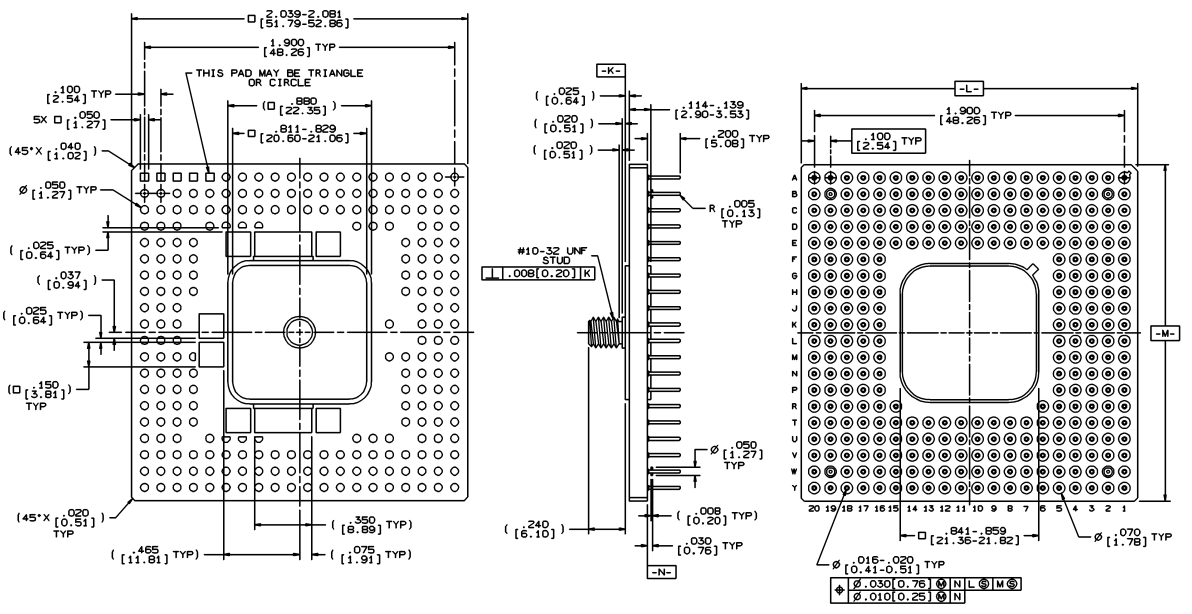 □ 2.039-2.081
[51.79-52.86]
1.900
[48.26] TYP
THIS PAD MAY BE TRIANGLE
OR CIRCLE
.100
[2.54] TYP
5X □ .050
[1.27]
(45°X .040
[1.02] )
Ø .050
[1.27] TYP
(□ .880
[22.35] )
□ .811-.829
[20.60-21.06]
( .025
[0.64] TYP)
( .037
[0.94] )
( .025
[0.64] TYP)
(□ .150
[3.81] )
TYP
(45°X .020
[0.51] )
TYP
( .465
[11.81] TYP)
( .350
[8.89] TYP)
( .075
[1.91] TYP)
-K-
( .025
[0.64] )
( .020
[0.51] )
( .020
[0.51] )
.114-.139
[2.90-3.53]
.200
[5.08] TYP
R .005
[0.13]
TYP
#10-32 UNF
STUD
⊥ .008[0.20] K
Ø .050
[1.27]
TYP
( .240
[6.10] )
( .008
[0.20] TYP)
.030
[0.76] TYP
-N-
-L-
1.900
[48.26] TYP
.100
[2.54] TYP
-M-
A
B
C
D
E
F
G
H
J
K
L
M
N
P
R
T
U
V
W
Y
20 19 18 17 16 15 14 13 12 11 10 9 8 7 6 5 4 3 2 1
□ .841-.859
[21.36-21.82]
Ø .070
[1.78]
Ø .016-.020
[0.41-0.51] TYP
⌖ Ø.030[0.76] Ⓜ N L Ⓢ M Ⓢ
Ø.010[0.25] Ⓜ N